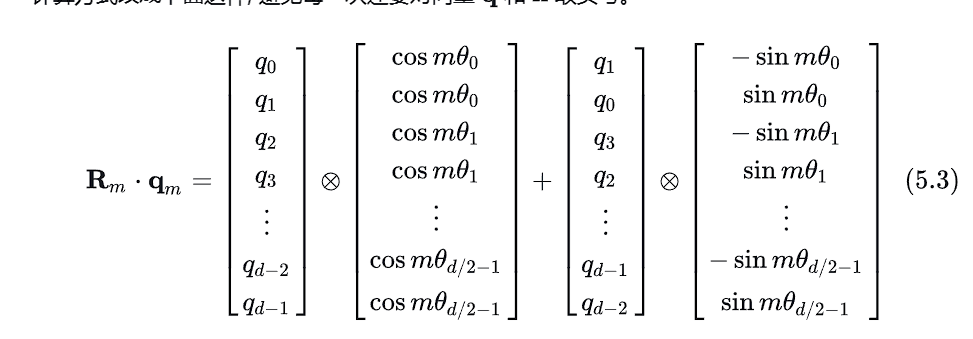 R_m · q_m = [q_0, q_1, q_2, q_3, ⋮, q_{d−2}, q_{d−1}] ⊗ [cos mθ_0, cos mθ_0, cos mθ_1, cos mθ_1, ⋮, cos mθ_{d/2−1}, cos mθ_{d/2−1}] + [q_1, q_0, q_3, q_2, ⋮, q_{d−1}, q_{d−2}] ⊗ [− sin mθ_0, sin mθ_0, − sin mθ_1, sin mθ_1, ⋮, − sin mθ_{d/2−1}, sin mθ_{d/2−1}] (5.3)